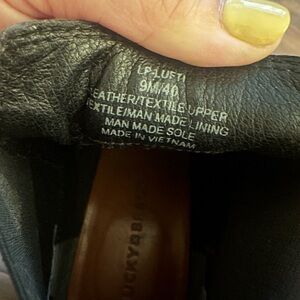 LP-LUFTI
9M/40
LEATHER/TEXTILE UPPER
TEXTILE/MAN MADE LINING
MAN MADE SOLE
MADE IN VIETNAM